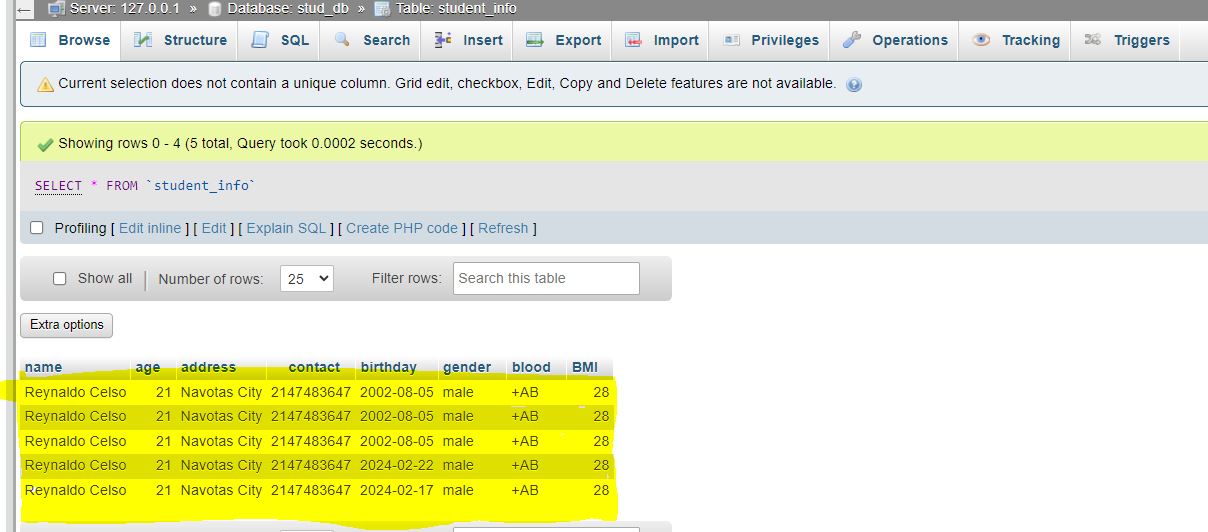 Server: 127.0.0.1 » Database: stud_db » Table: student_info
Browse Structure SQL Search Insert Export Import Privileges Operations Tracking Triggers
Current selection does not contain a unique column. Grid edit, checkbox, Edit, Copy and Delete features are not available.
Showing rows 0 - 4 (5 total, Query took 0.0002 seconds.)
SELECT * FROM `student_info`
Profiling [ Edit inline ] [ Edit ] [ Explain SQL ] [ Create PHP code ] [ Refresh ]
Show all | Number of rows: 25 Filter rows: Search this table
Extra options
name age address contact birthday gender blood BMI
Reynaldo Celso 21 Navotas City 2147483647 2002-08-05 male +AB 28
Reynaldo Celso 21 Navotas City 2147483647 2002-08-05 male +AB 28
Reynaldo Celso 21 Navotas City 2147483647 2002-08-05 male +AB 28
Reynaldo Celso 21 Navotas City 2147483647 2024-02-22 male +AB 28
Reynaldo Celso 21 Navotas City 2147483647 2024-02-17 male +AB 28